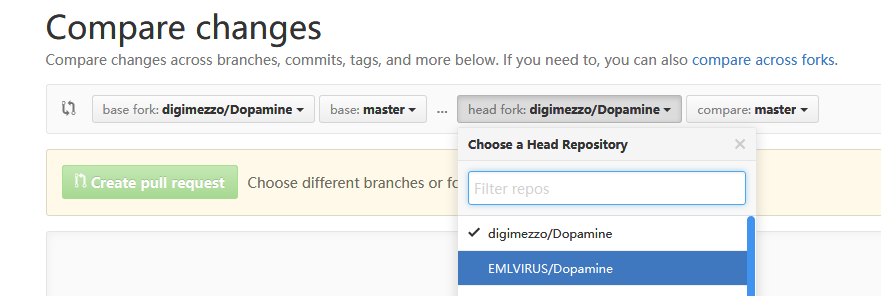 Compare changes
Compare changes across branches, commits, tags, and more below. If you need to, you can also compare across forks.
base fork: digimezzo/Dopamine base: master ... head fork: digimezzo/Dopamine compare: master
Choose a Head Repository
Create pull request Choose different branches or fo
Filter repos
digimezzo/Dopamine
EMLVIRUS/Dopamine